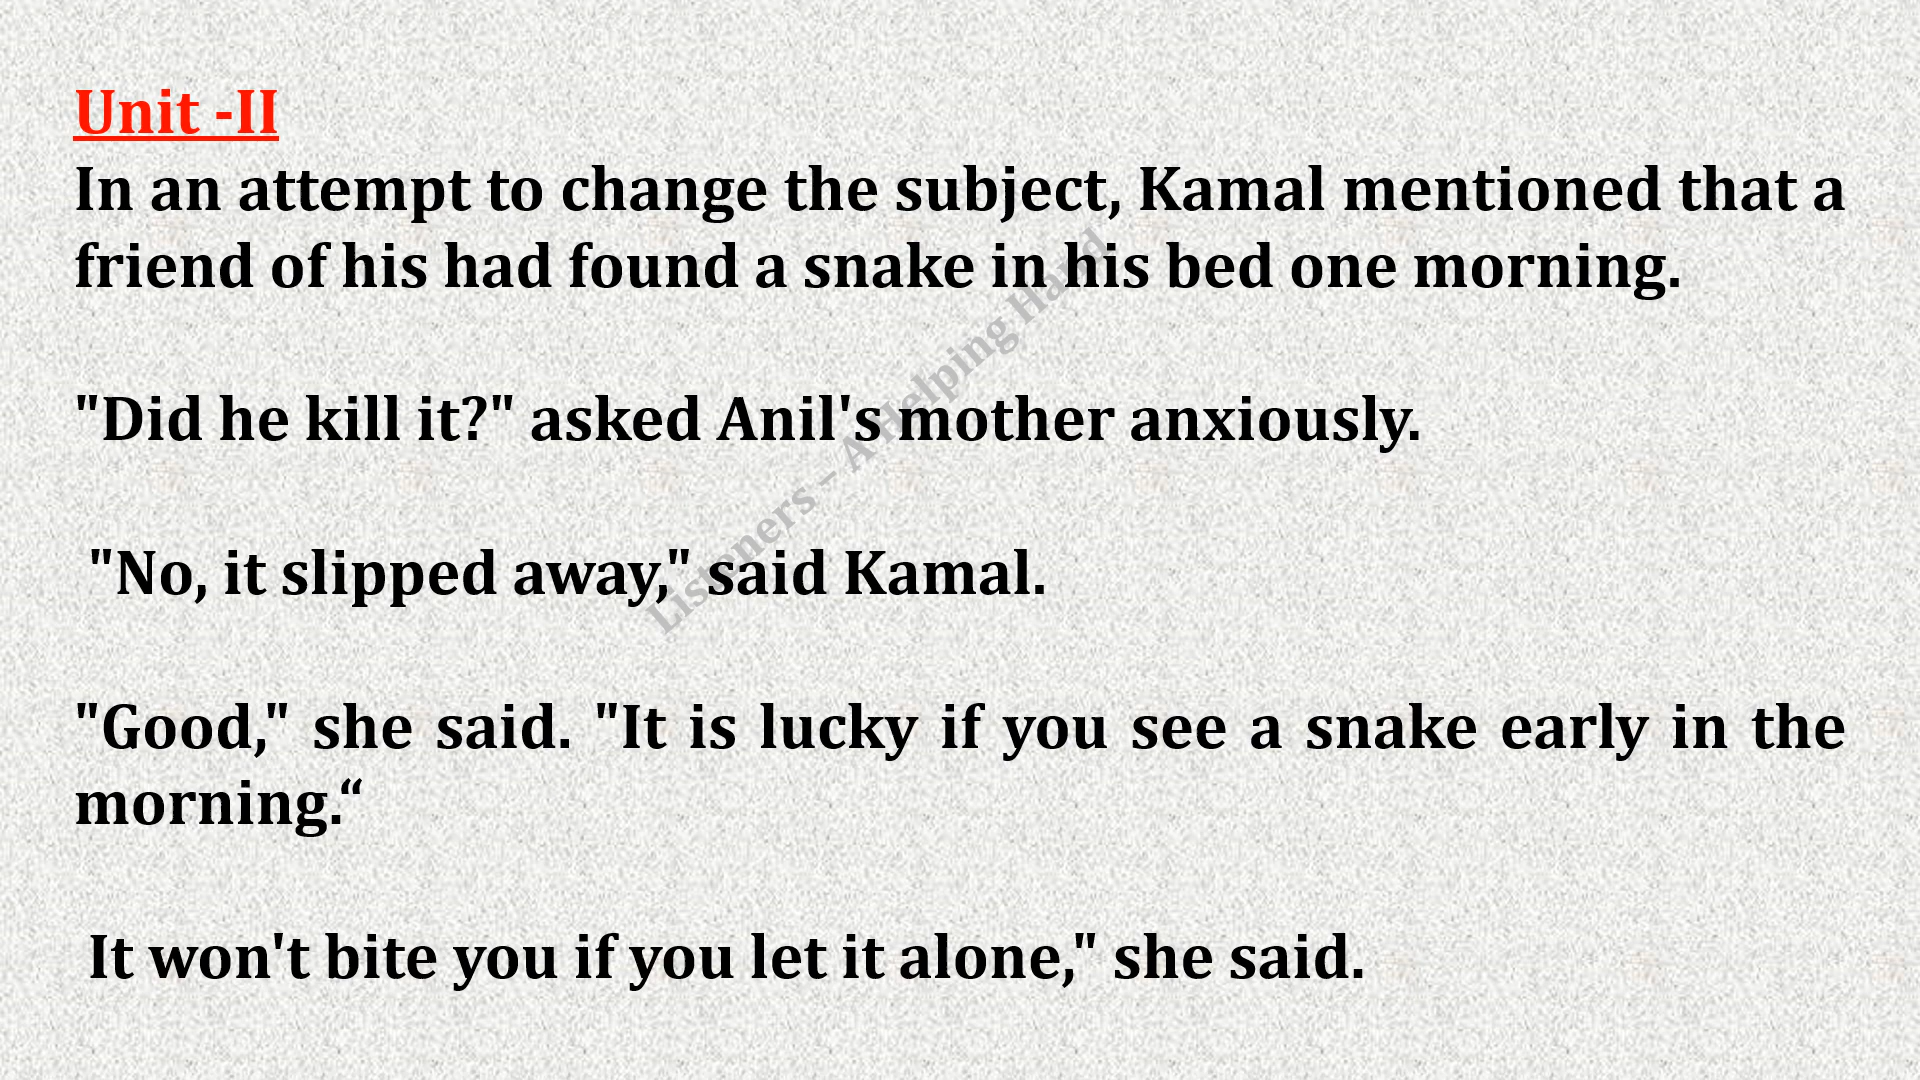 Unit -II
In an attempt to change the subject, Kamal mentioned that a
friend of his had found a snake in his bed one morning.
"Did he kill it?" asked Anil's mother anxiously.
"No, it slipped away," said Kamal.
"Good," she said. "It is lucky if you see a snake early in the
morning.“
It won't bite you if you let it alone," she said.
Listeners – A Helping Hand